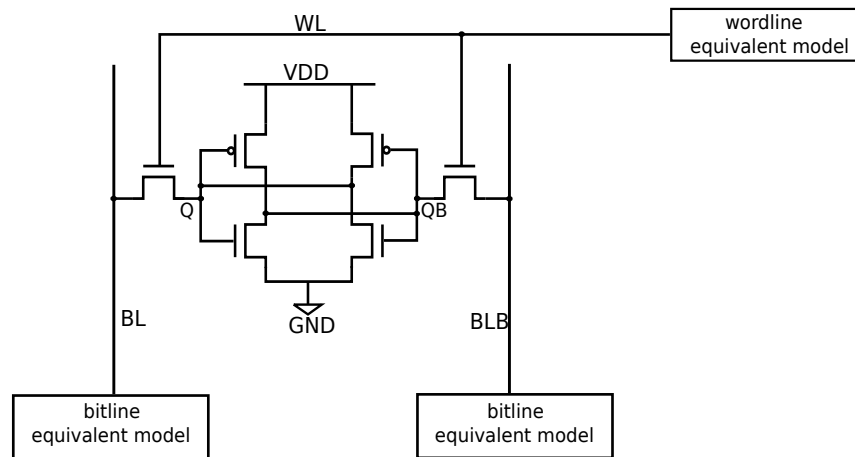 WL
wordline
equivalent model
VDD
Q
QB
BL
GND
BLB
bitline
equivalent model
bitline
equivalent model